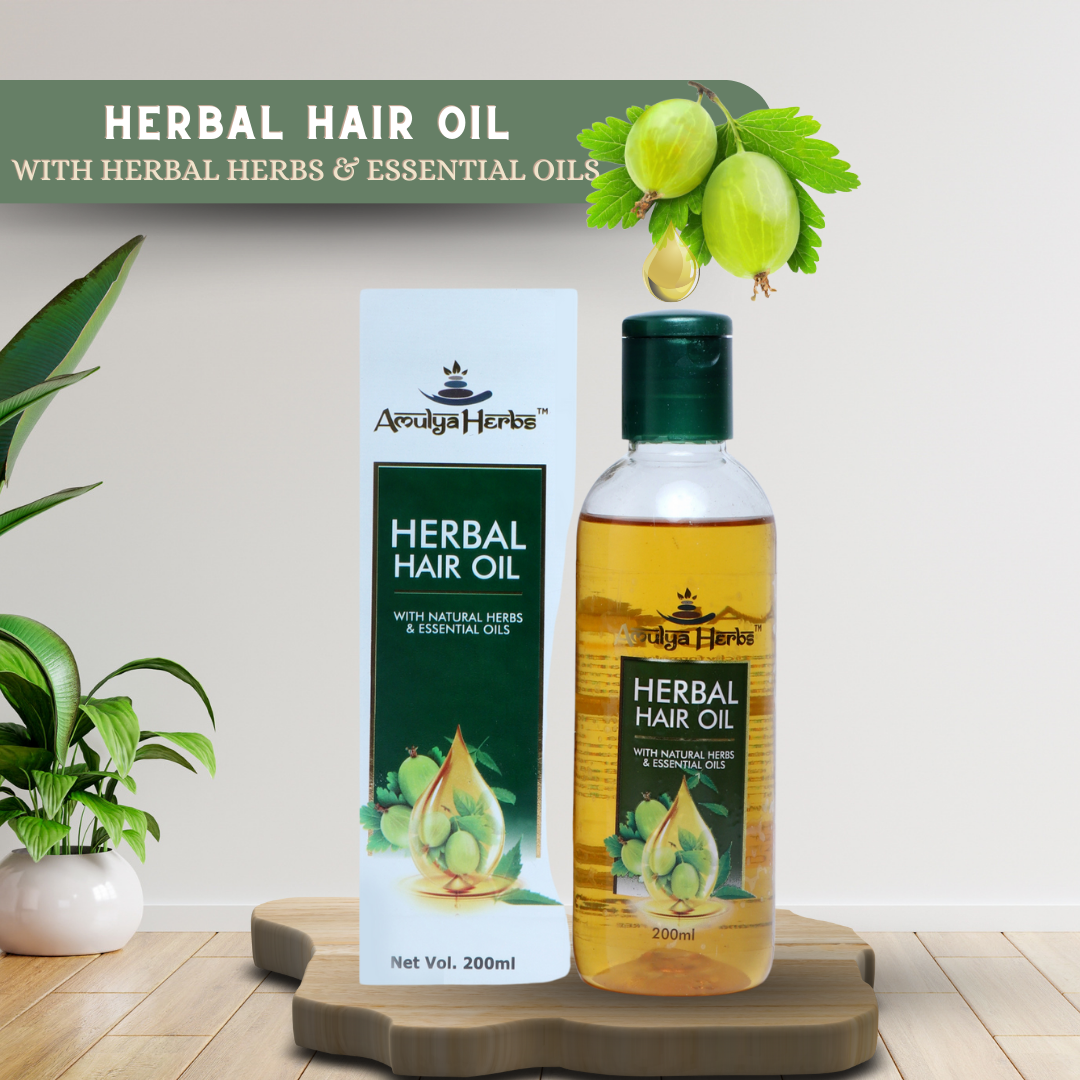 HERBAL HAIR OIL
WITH HERBAL HERBS & ESSENTIAL OILS
Amulya Herbs™
HERBAL
HAIR OIL
WITH NATURAL HERBS
& ESSENTIAL OILS
Net Vol. 200ml
Amulya Herbs™
HERBAL
HAIR OIL
WITH NATURAL HERBS
& ESSENTIAL OILS
200ml